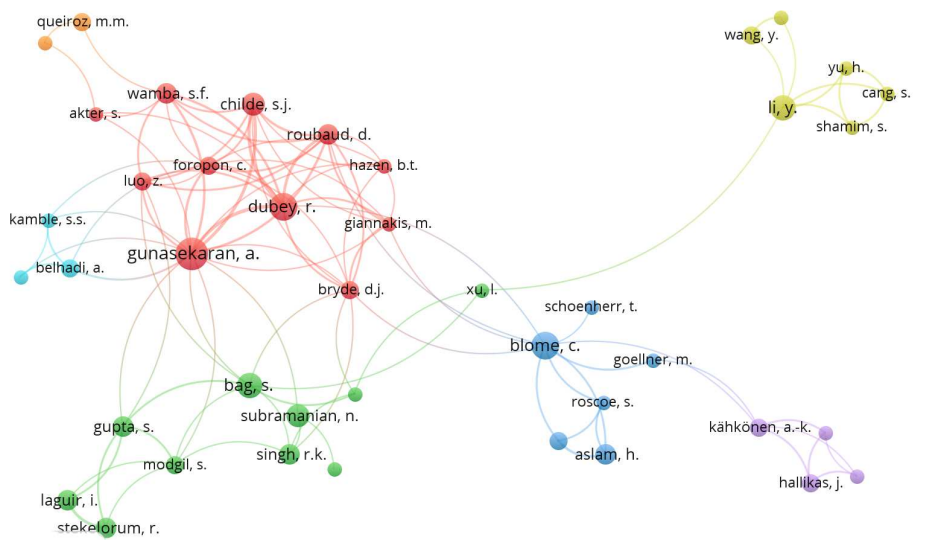 queiroz, m.m.
wang, y.
yu, h.
wamba, s.f.
cang, s.
childe, s.j.
li, y.
akter, s.
shamim, s.
roubaud, d.
foropon, c.
hazen, b.t.
luo, z.
dubey, r.
kamble, s.s.
giannakis, m.
gunasekaran, a.
belhadi, a.
bryde, d.j.
xu, l.
schoenherr, t.
blome, c.
goellner, m.
bag, s.
roscoe, s.
subramanian, n.
gupta, s.
kähkönen, a.-k.
singh, r.k.
aslam, h.
modgil, s.
hallikas, j.
laguir, i.
stekelorum, r.